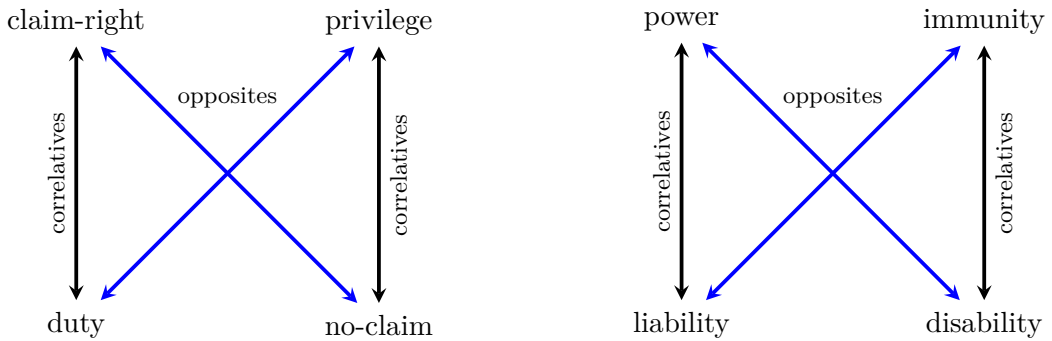 claim-right
privilege
opposites
correlatives
correlatives
duty
no-claim
power
immunity
opposites
correlatives
correlatives
liability
disability